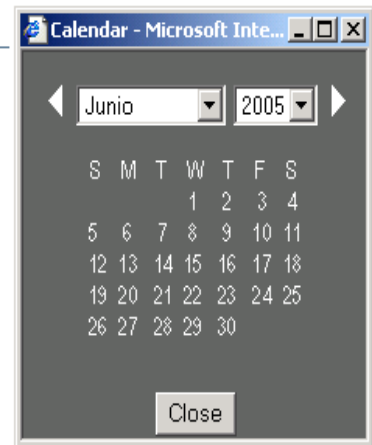 Calendar - Microsoft Inte...
Junio 2005
S M T W T F S
1 2 3 4
5 6 7 8 9 10 11
12 13 14 15 16 17 18
19 20 21 22 23 24 25
26 27 28 29 30
Close